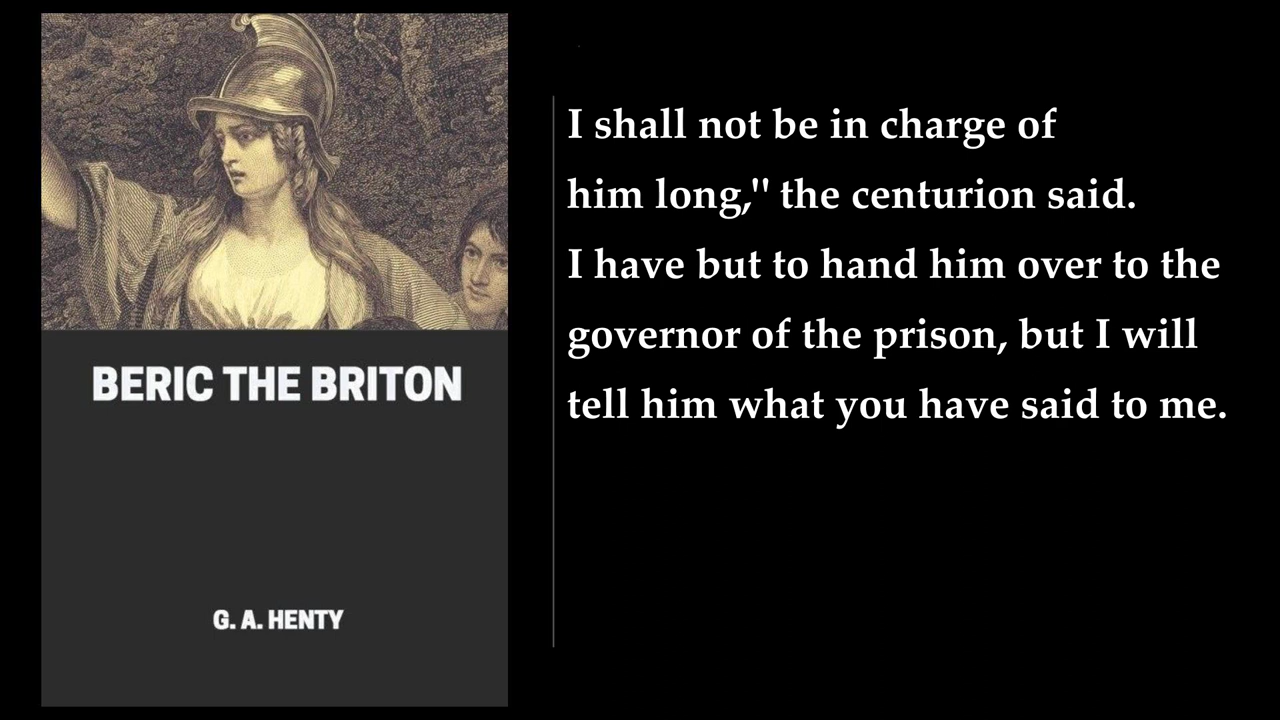 BERIC THE BRITON
G. A. HENTY
I shall not be in charge of
him long," the centurion said.
I have but to hand him over to the
governor of the prison, but I will
tell him what you have said to me.